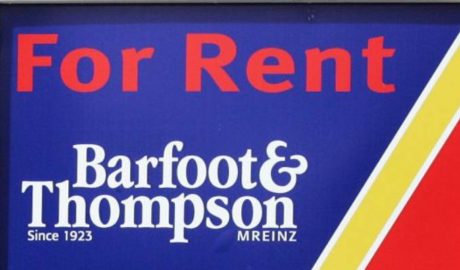 For Rent
Barfoot&
Thompson
Since 1923 MREINZ